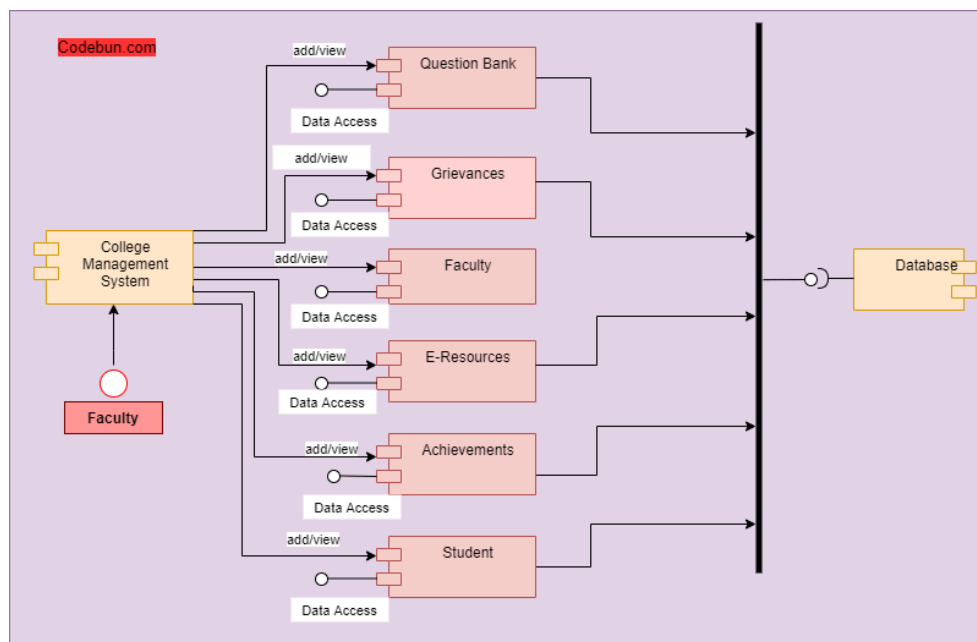 Codebun.com
add/view
Question Bank
Data Access
add/view
Grievances
Data Access
College
Management
System
add/view
Faculty
Data Access
Database
add/view
E-Resources
Data Access
Faculty
add/view
Achievements
Data Access
add/view
Student
Data Access